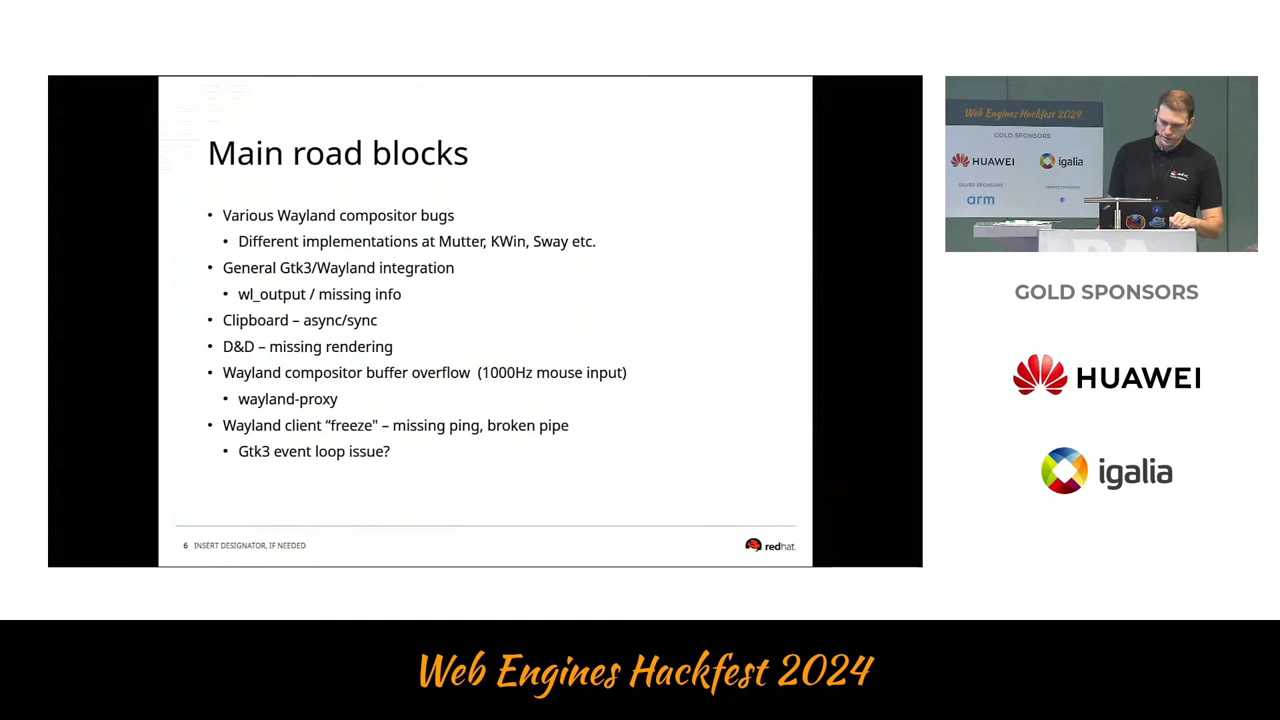 Main road blocks
• Various Wayland compositor bugs
• Different implementations at Mutter, KWin, Sway etc.
• General Gtk3/Wayland integration
• wl_output / missing info
• Clipboard – async/sync
• D&D – missing rendering
• Wayland compositor buffer overflow (1000Hz mouse input)
• wayland-proxy
• Wayland client “freeze" – missing ping, broken pipe
• Gtk3 event loop issue?
6 INSERT DESIGNATOR, IF NEEDED
redhat.
Web Engines Hackfest 2024
GOLD SPONSORS
HUAWEI
igalia
SILVER SPONSORS
arm
GOLD SPONSORS
HUAWEI
igalia
Web Engines Hackfest 2024